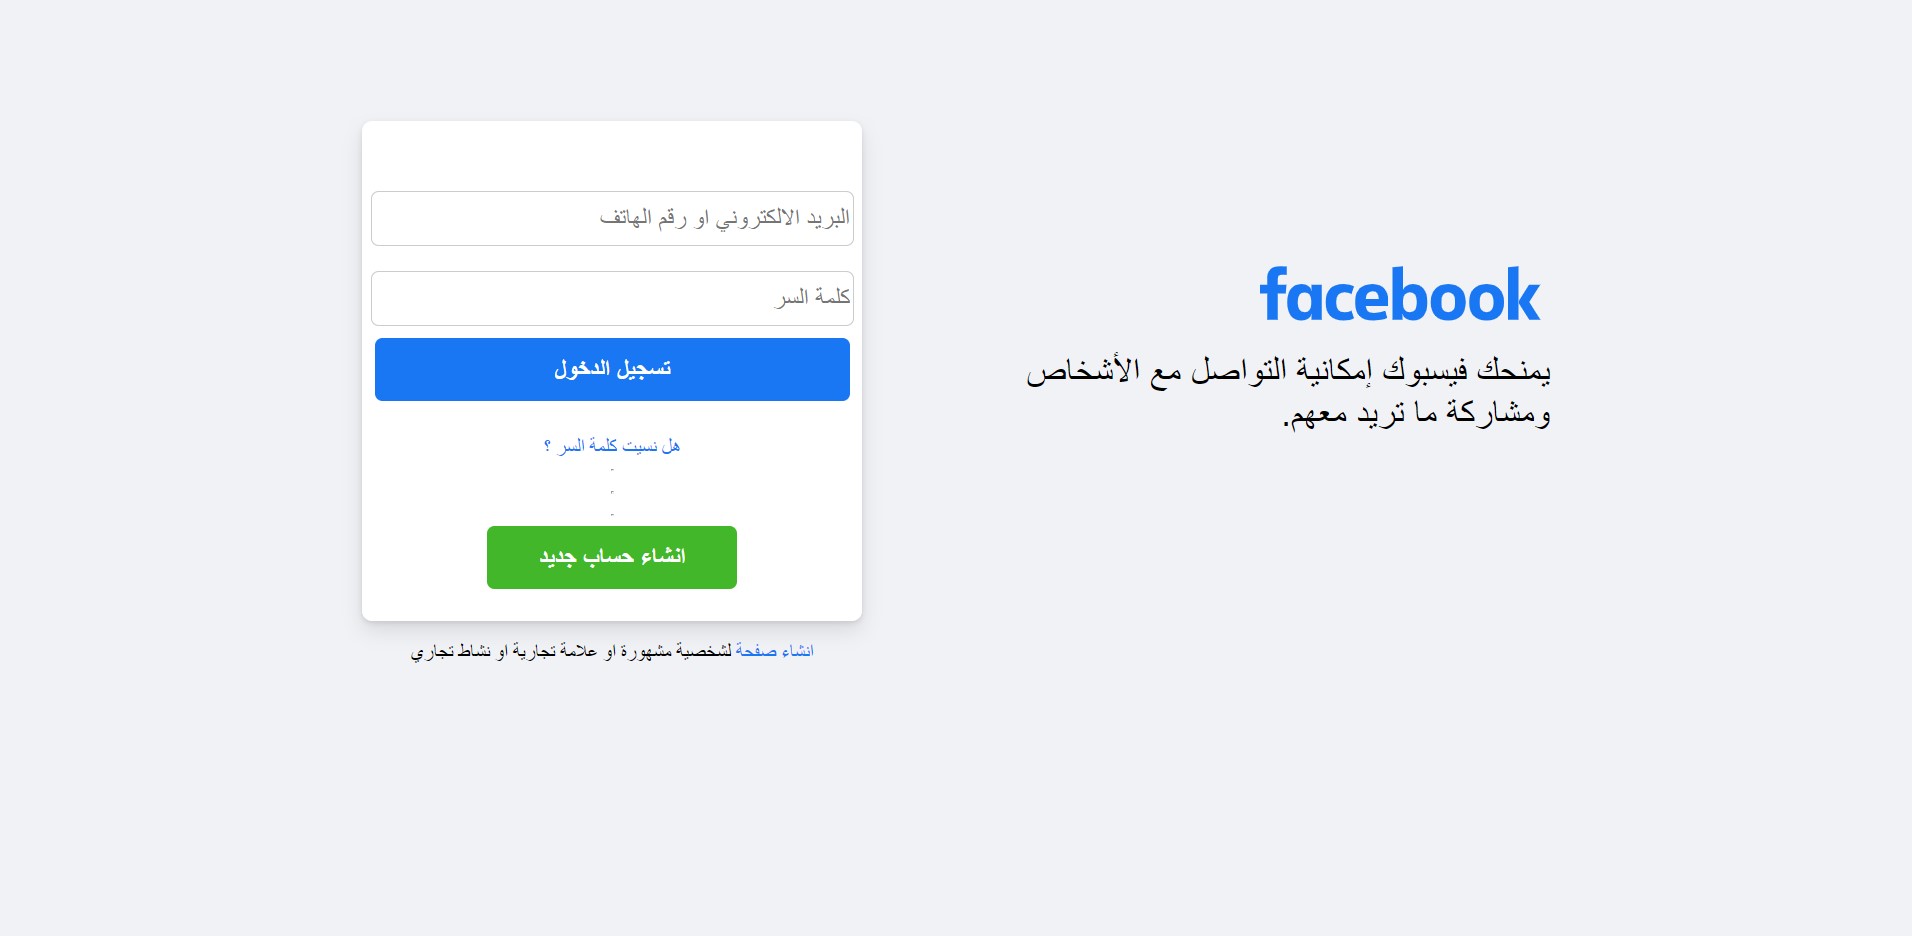 facebook
يمنحك فيسبوك إمكانية التواصل مع الأشخاص
ومشاركة ما تريد معهم.
البريد الالكتروني او رقم الهاتف
كلمة السر
تسجيل الدخول
هل نسيت كلمة السر ؟
انشاء حساب جديد
انشاء صفحة لشخصية مشهورة او علامة تجارية او نشاط تجاري